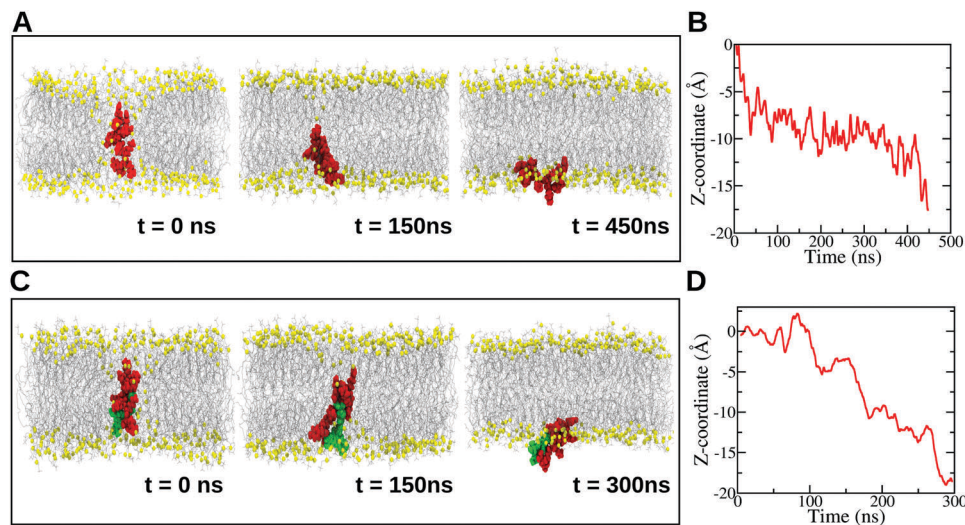 A
t = 0 ns
t = 150ns
t = 450ns
B
0
-5
-10
-15
-20
Z-coordinate (Å)
0 100 200 300 400 500
Time (ns)
C
t = 0 ns
t = 150ns
t = 300ns
D
0
-5
-10
-15
-20
Z-coordinate (Å)
0 100 200 300
Time (ns)